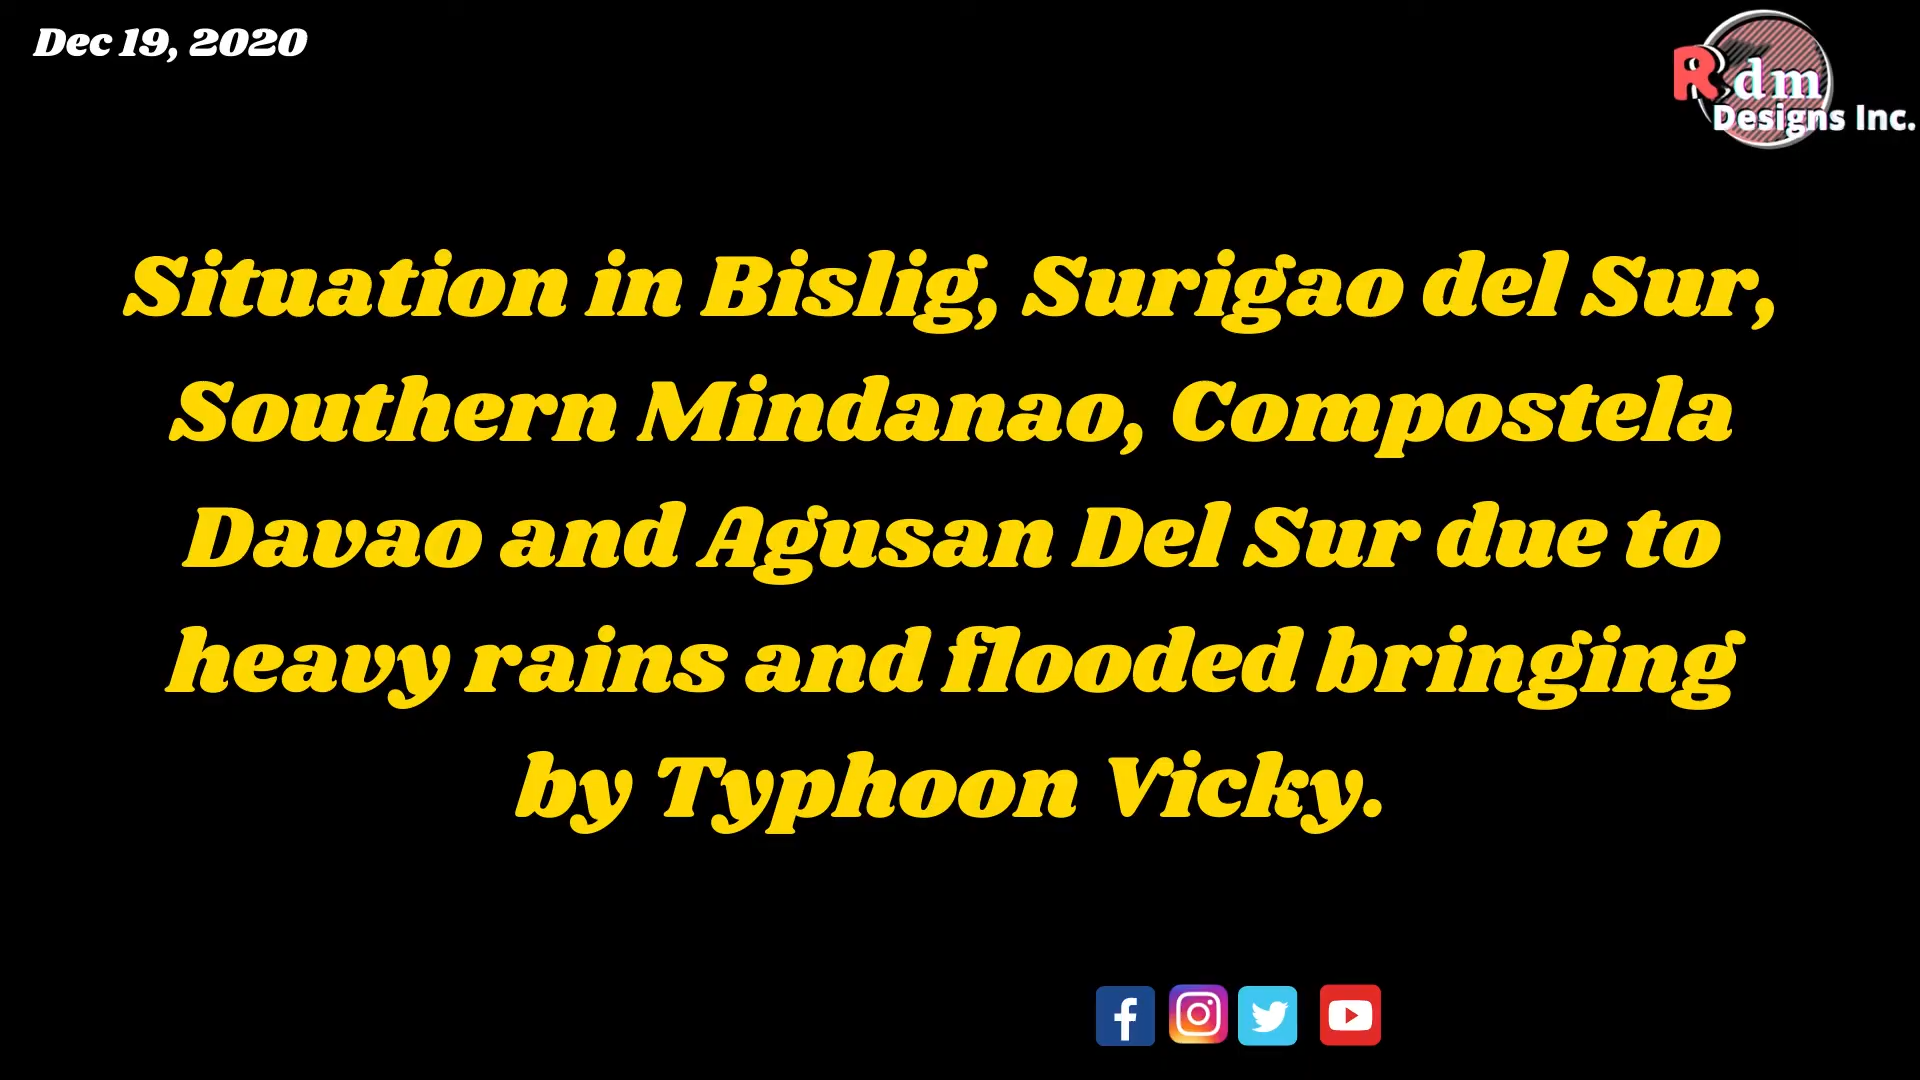 Dec 19, 2020
Rdm
Designs Inc.
Situation in Bislig, Surigao del Sur,
Southern Mindanao, Compostela
Davao and Agusan Del Sur due to
heavy rains and flooded bringing
by Typhoon Vicky.